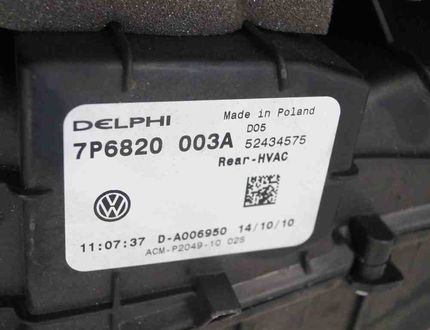 DELPHI Made in Poland
D05
7P6820 003A 52434575
Rear-HVAC
11:07:37 D-A006950 14/10/10
ACM-P2049-10 02S